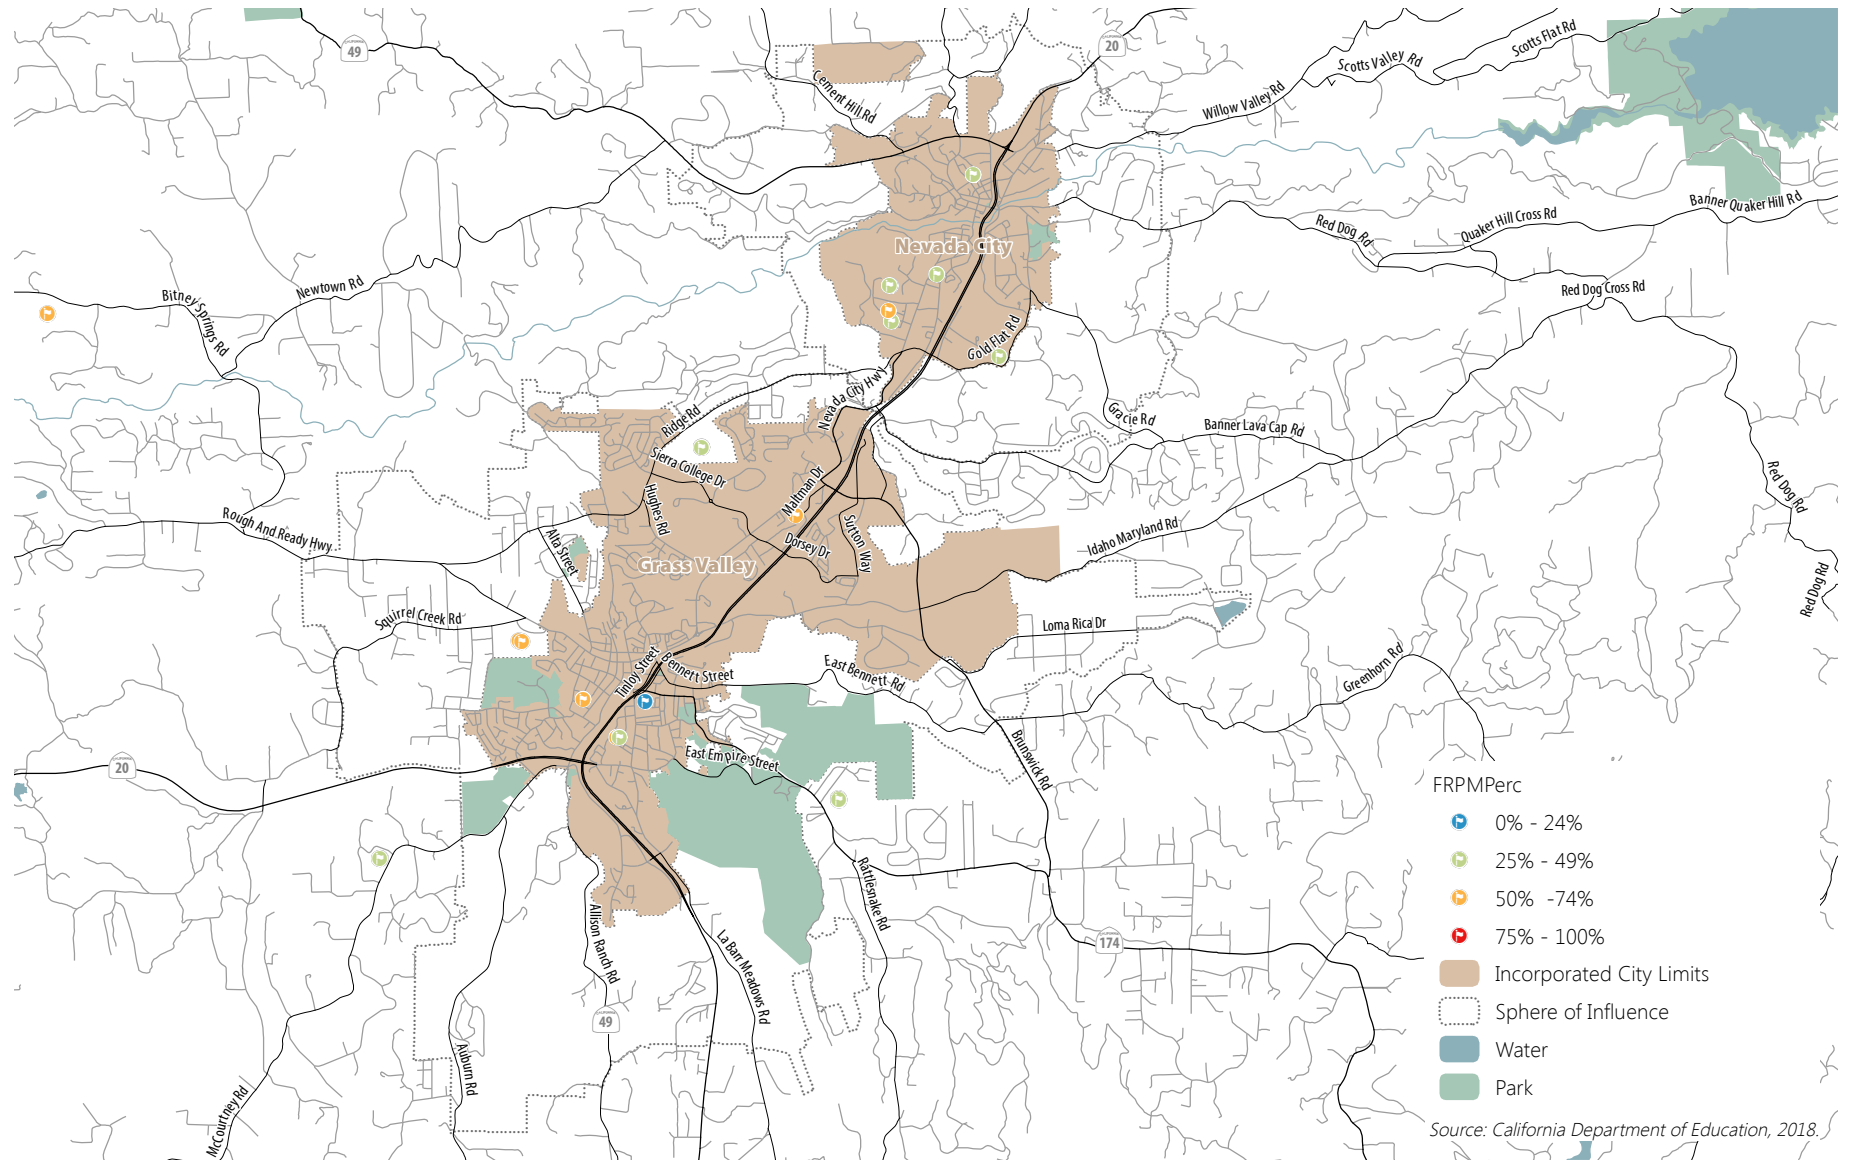 49
20
Scotts Flat Rd
Scotts Valley Rd
Cement Hill Rd
Willow Valley Rd
Banner Quaker Hill Rd
Quaker Hill Cross Rd
Red Dog Rd
Nevada City
Newtown Rd
Bitney Springs Rd
Red Dog Cross Rd
Gold Flat Rd
Nevada City Hwy
Ridge Rd
Gracie Rd
Banner Lava Cap Rd
Sierra College Dr
Maltman Dr
Hughes Rd
Red Dog Rd
Rough And Ready Hwy
Alta Street
Sutton Way
Dorsey Dr
Idaho Maryland Rd
Grass Valley
Red Dog Rd
Squirrel Creek Rd
Loma Rica Dr
Tinloy Street
Bennett Street
East Bennett Rd
Greenhorn Rd
20
East Empire Street
Brunswick Rd
FRPMPerc
0% - 24%
25% - 49%
50% -74%
75% - 100%
Incorporated City Limits
Sphere of Influence
Water
Park
Rattlesnake Rd
Allison Ranch Rd
La Barr Meadows Rd
174
49
Auburn Rd
McCourtney Rd
Source: California Department of Education, 2018.